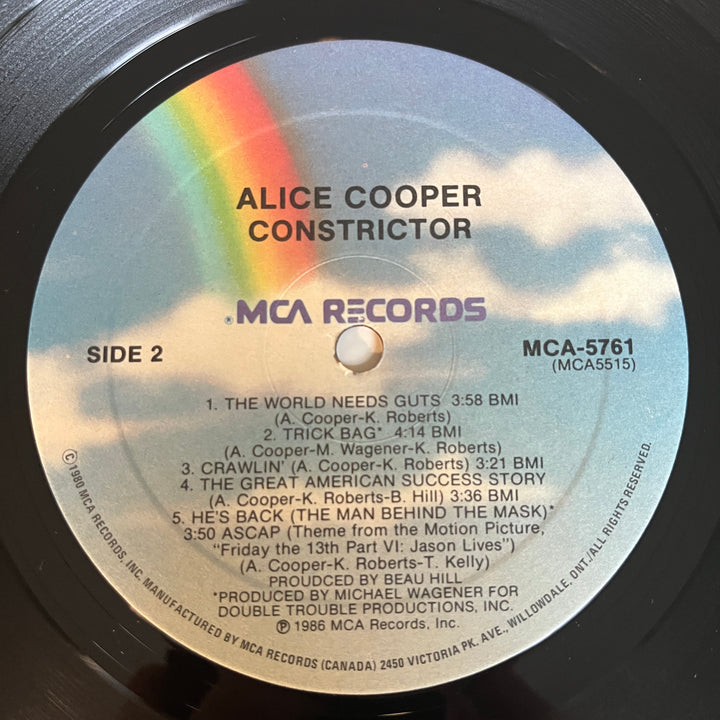 ALICE COOPER
CONSTRICTOR
®MCA RECORDS
SIDE 2
MCA-5761
(MCA5515)
1. THE WORLD NEEDS GUTS 3:58 BMI
(A. Cooper-K. Roberts)
2. TRICK BAG* 4:14 BMI
(A. Cooper-M. Wagener-K. Roberts)
3. CRAWLIN' (A. Cooper-K. Roberts) 3:21 BMI
4. THE GREAT AMERICAN SUCCESS STORY
(A. Cooper-K. Roberts-B. Hill) 3:36 BMI
5. HE'S BACK (THE MAN BEHIND THE MASK)*
3:50 ASCAP (Theme from the Motion Picture,
"Friday the 13th Part VI: Jason Lives")
(A. Cooper-K. Roberts-T. Kelly)
PROUDCED BY BEAU HILL
*PRODUCED BY MICHAEL WAGENER FOR
DOUBLE TROUBLE PRODUCTIONS, INC.
℗ 1986 MCA Records, Inc.
© 1980 MCA RECORDS, INC. MANUFACTURED BY MCA RECORDS (CANADA) 2450 VICTORIA PK. AVE., WILLOWDALE, ONT./ALL RIGHTS RESERVED.